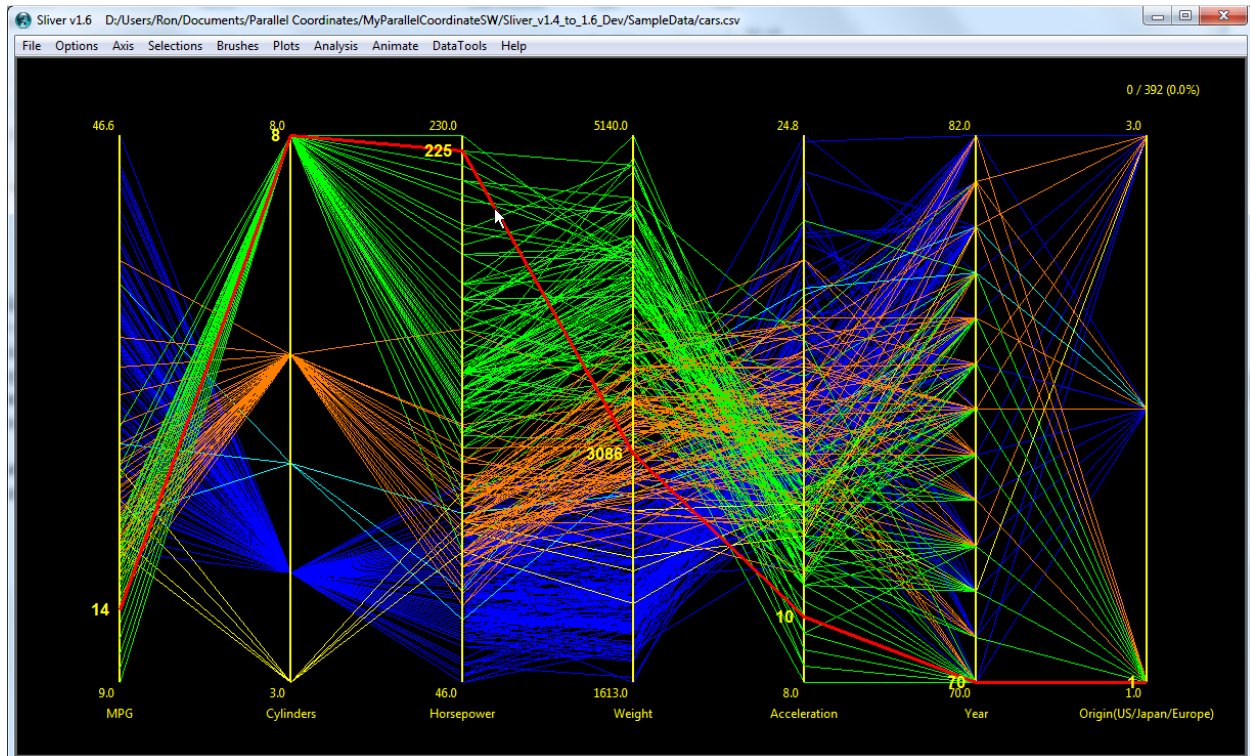 Sliver v1.6 D:/Users/Ron/Documents/Parallel Coordinates/MyParallelCoordinateSW/Sliver_v1.4_to_1.6_Dev/SampleData/cars.csv
File Options Axis Selections Brushes Plots Analysis Animate DataTools Help
0 / 392 (0.0%)
46.6 8.0 230.0 5140.0 24.8 82.0 3.0
8
225
3086
14
10
70
1
9.0 3.0 46.0 1613.0 8.0 70.0 1.0
MPG Cylinders Horsepower Weight Acceleration Year Origin(US/Japan/Europe)